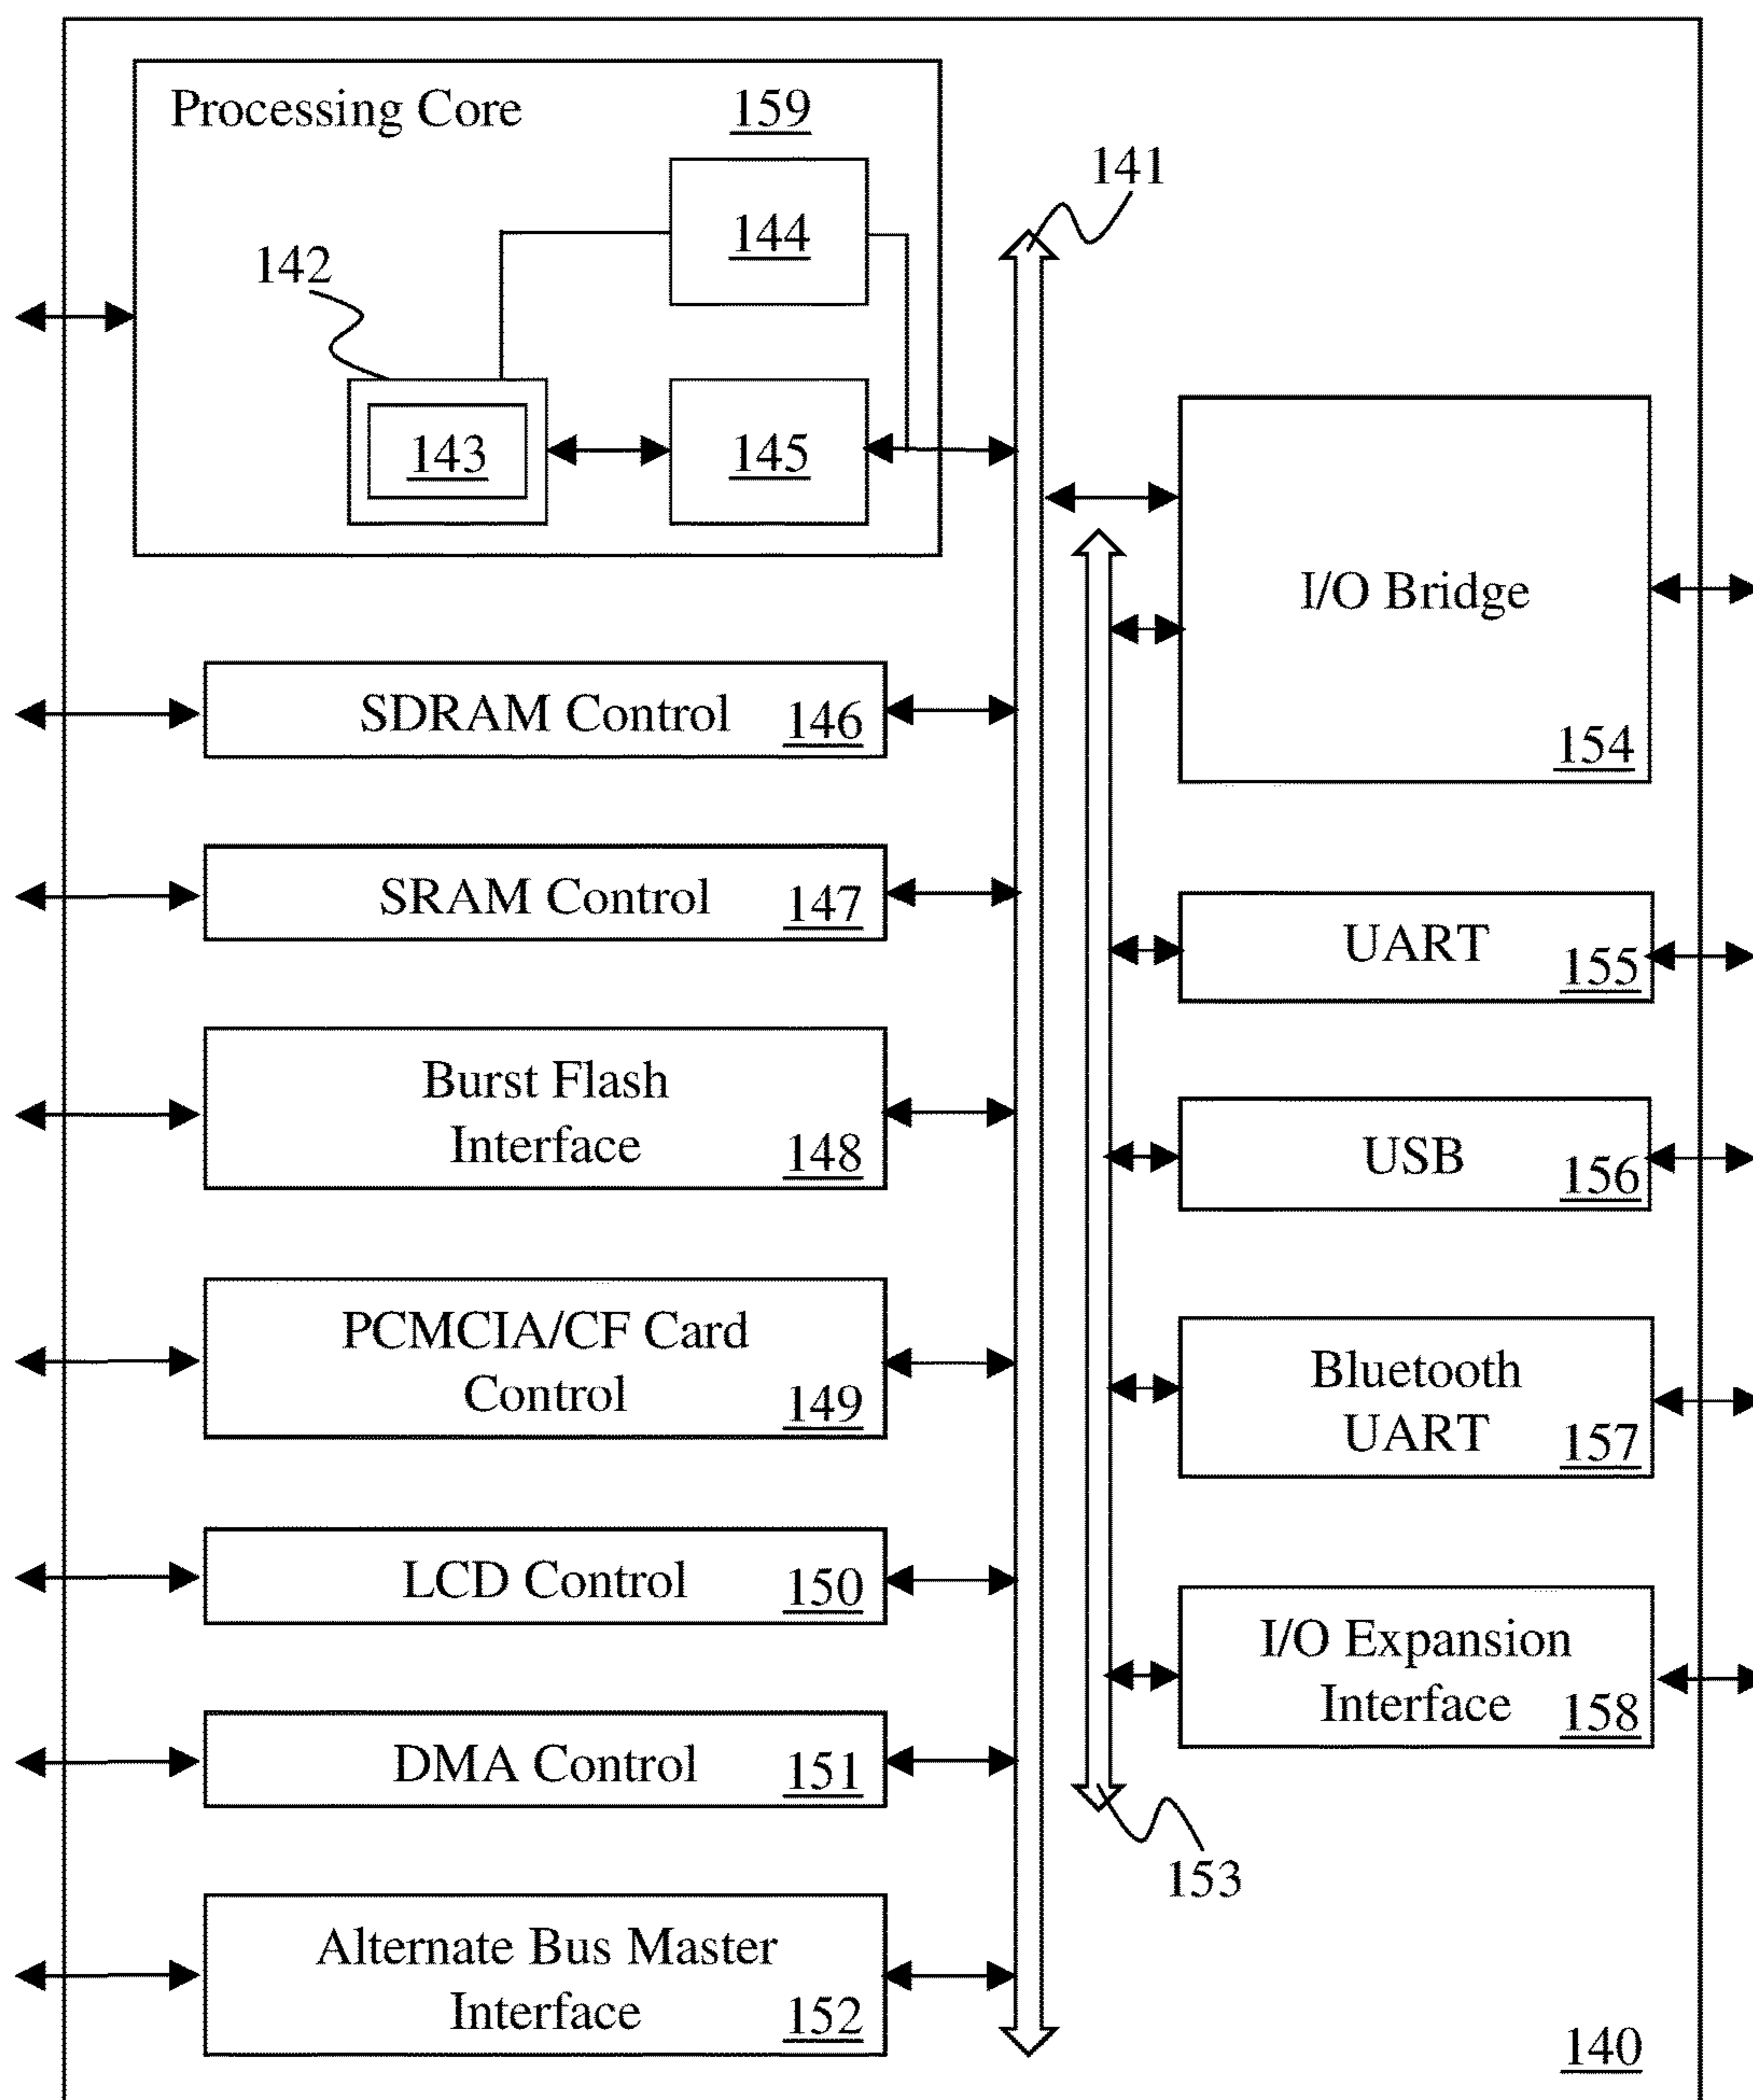 Processing Core 159
144
141
142
143
145
I/O Bridge
154
SDRAM Control 146
SRAM Control 147
UART 155
Burst Flash
Interface 148
USB 156
PCMCIA/CF Card
Control 149
Bluetooth
UART 157
LCD Control 150
I/O Expansion
Interface 158
DMA Control 151
153
Alternate Bus Master
Interface 152
140